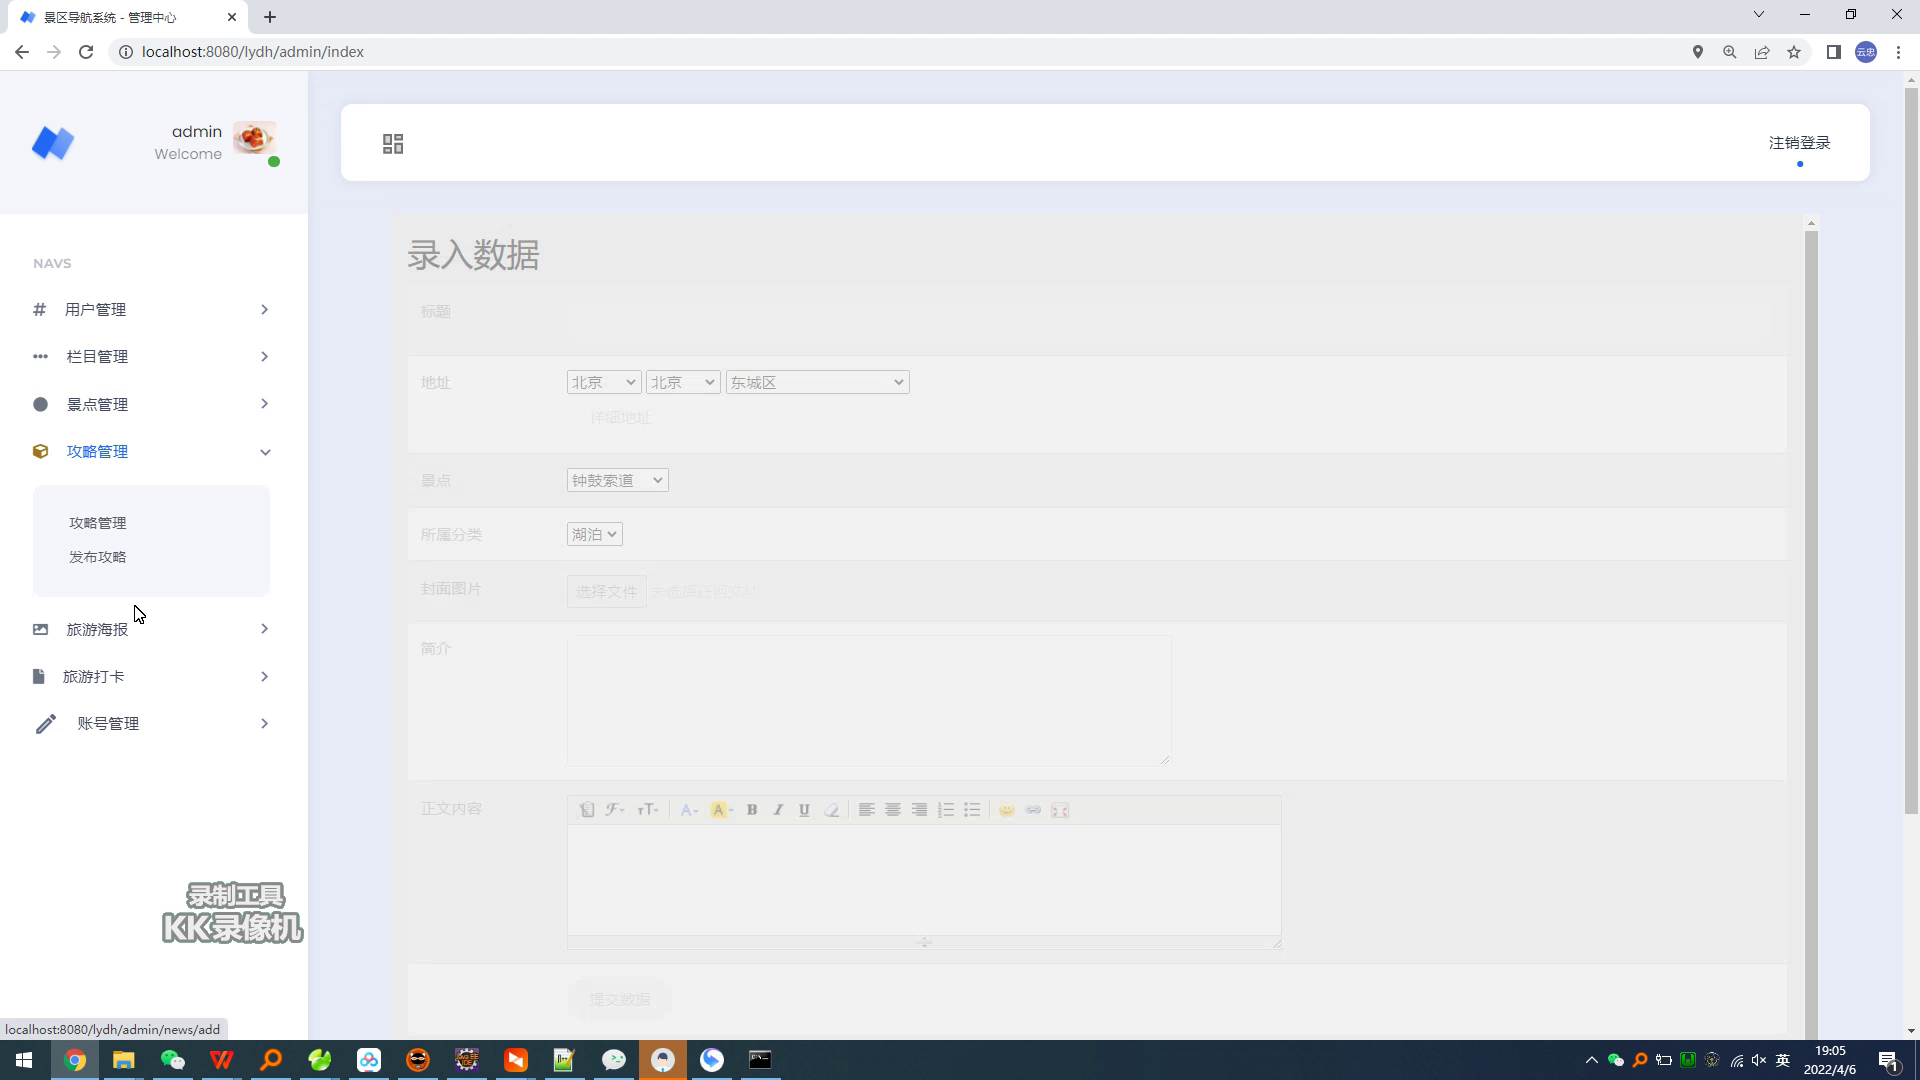 景区导航系统 - 管理中心
localhost:8080/lydh/admin/index
云忠
admin
Welcome
注销登录
NAVS
用户管理
栏目管理
景点管理
攻略管理
攻略管理
发布攻略
旅游海报
旅游打卡
账号管理
录入数据
标题
地址
北京 北京 东城区
详细地址
景点
钟鼓索道
所属分类
湖泊
封面图片
选择文件 未选择任何文件
简介
正文内容
提交数据
录制工具
KK录像机
localhost:8080/lydh/admin/news/add
英
19:05
2022/4/6
1